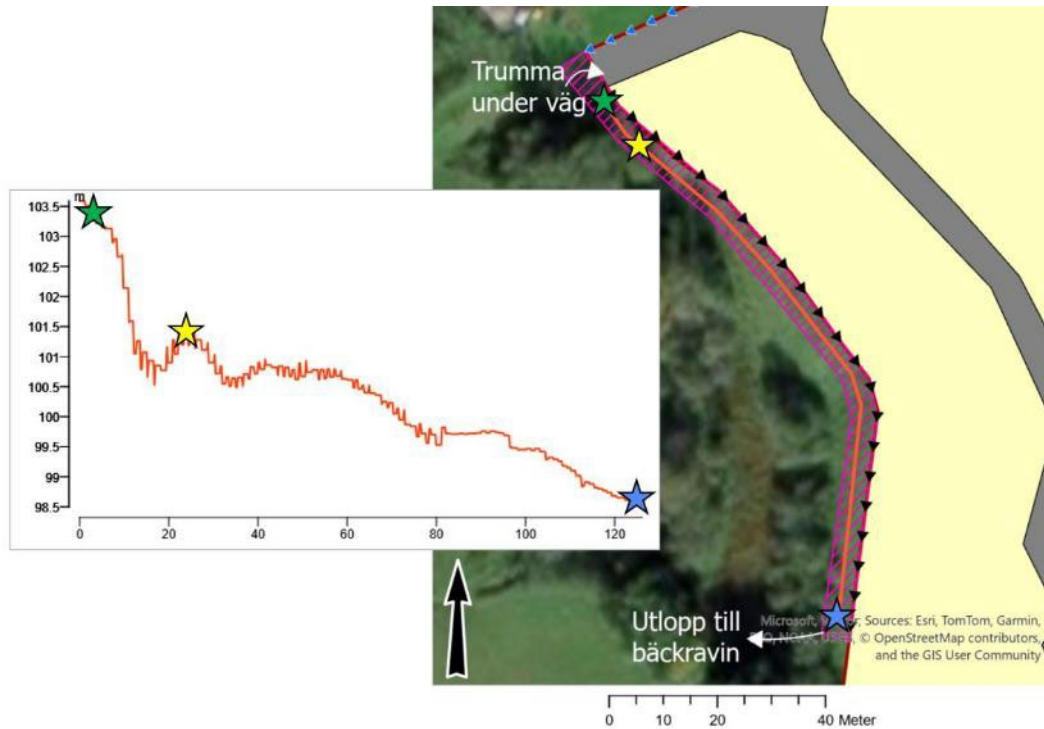 Trumma
under väg
m
103.5
103
102.5
102
101.5
101
100.5
100
99.5
99
98.5
0 20 40 60 80 100 120
Utlopp till
bäckravin
Microsoft, Sources: Esri, TomTom, Garmin,
NOAA, USGS, © OpenStreetMap contributors,
and the GIS User Community
0 10 20 40 Meter